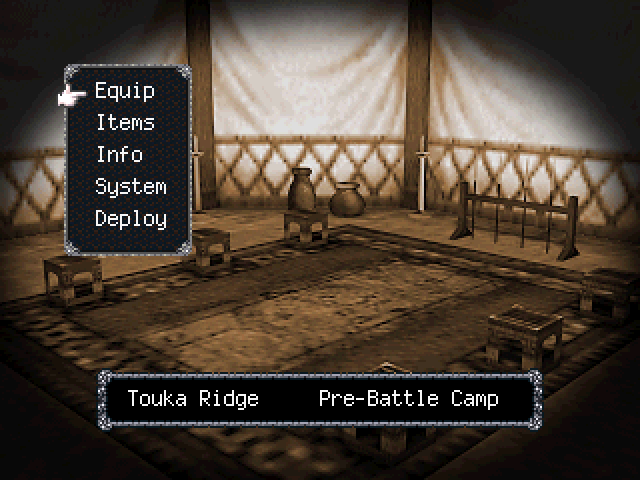 Equip
Items
Info
System
Deploy
Touka Ridge Pre-Battle Camp